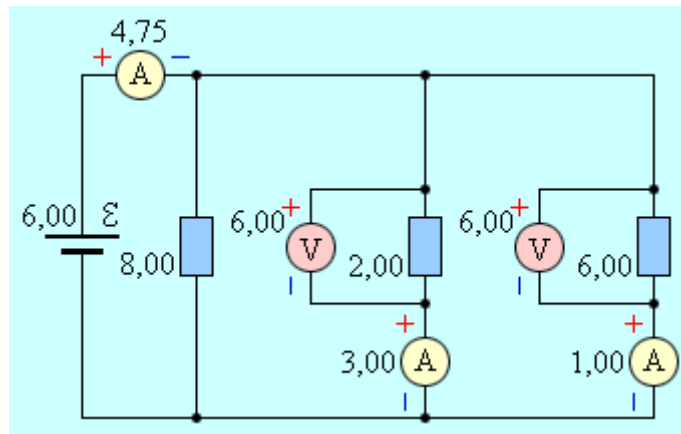 4,75
+ A −
6,00 ℰ
8,00
6,00 + V −
2,00
+
3,00 A
−
6,00 + V −
6,00
+
1,00 A
−